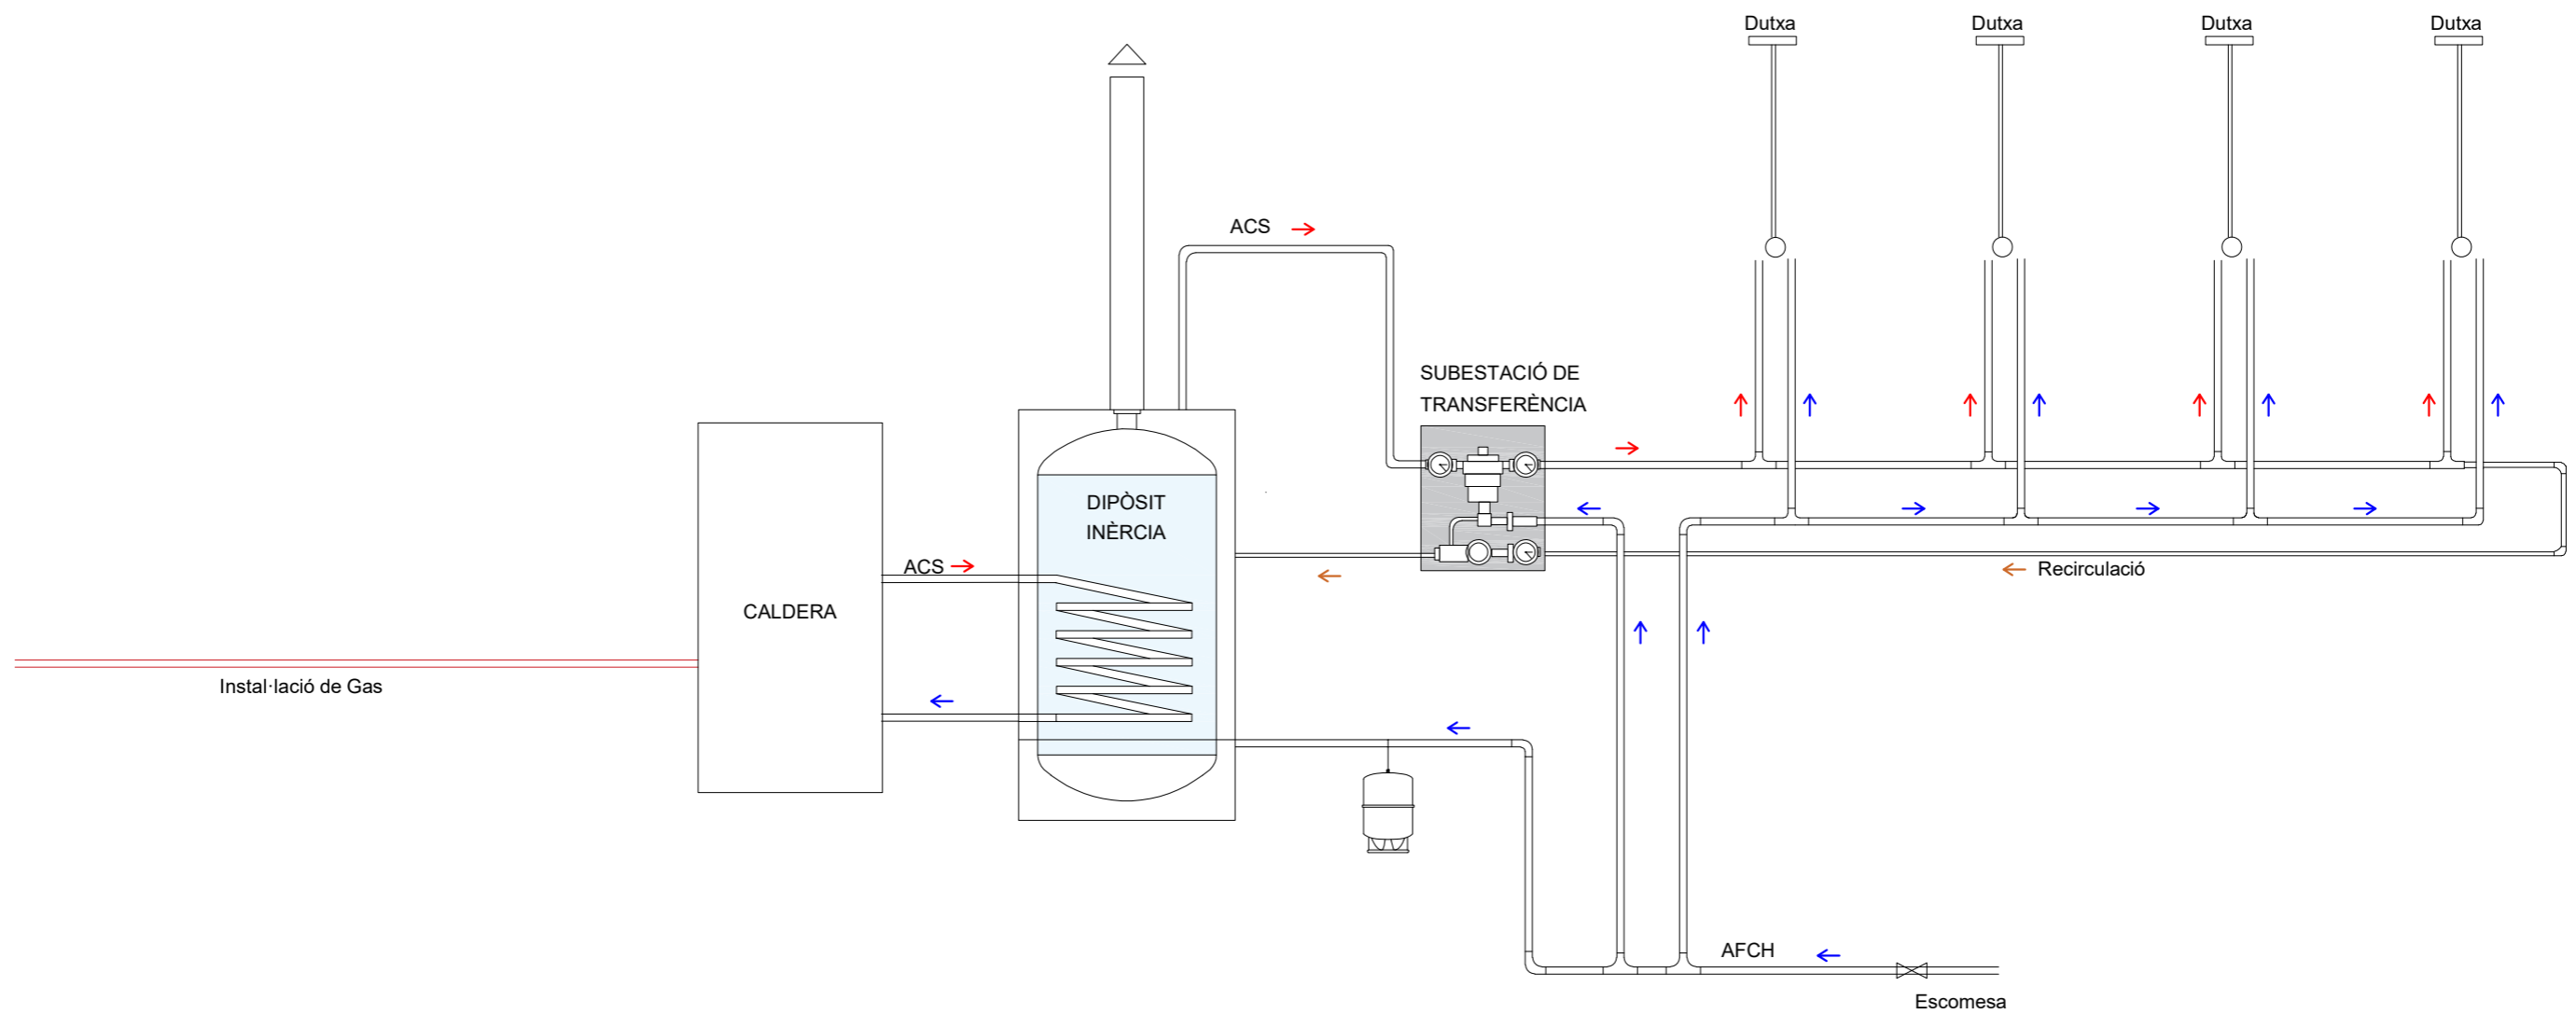 Dutxa
Dutxa
Dutxa
Dutxa
ACS
SUBESTACIÓ DE
TRANSFERÈNCIA
DIPÒSIT
INÈRCIA
ACS
Recirculació
CALDERA
Instal·lació de Gas
AFCH
Escomesa